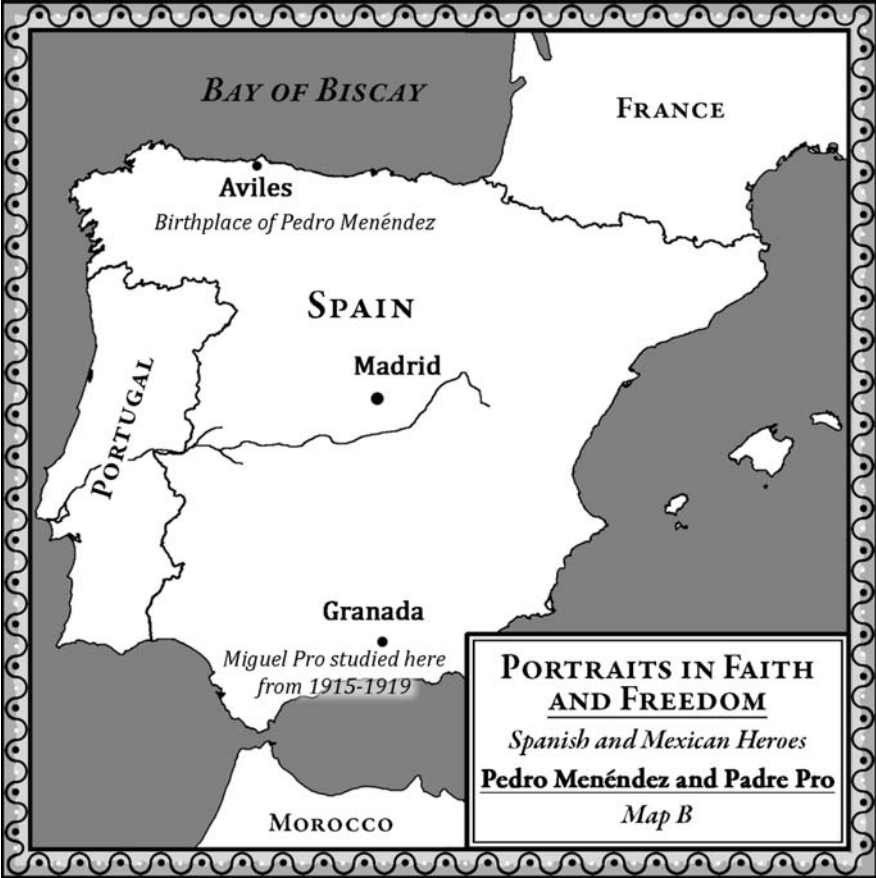 BAY OF BISCAY
FRANCE
Aviles
Birthplace of Pedro Menéndez
SPAIN
Madrid
PORTUGAL
Granada
Miguel Pro studied here
from 1915-1919
MOROCCO
PORTRAITS IN FAITH
AND FREEDOM
Spanish and Mexican Heroes
Pedro Menéndez and Padre Pro
Map B